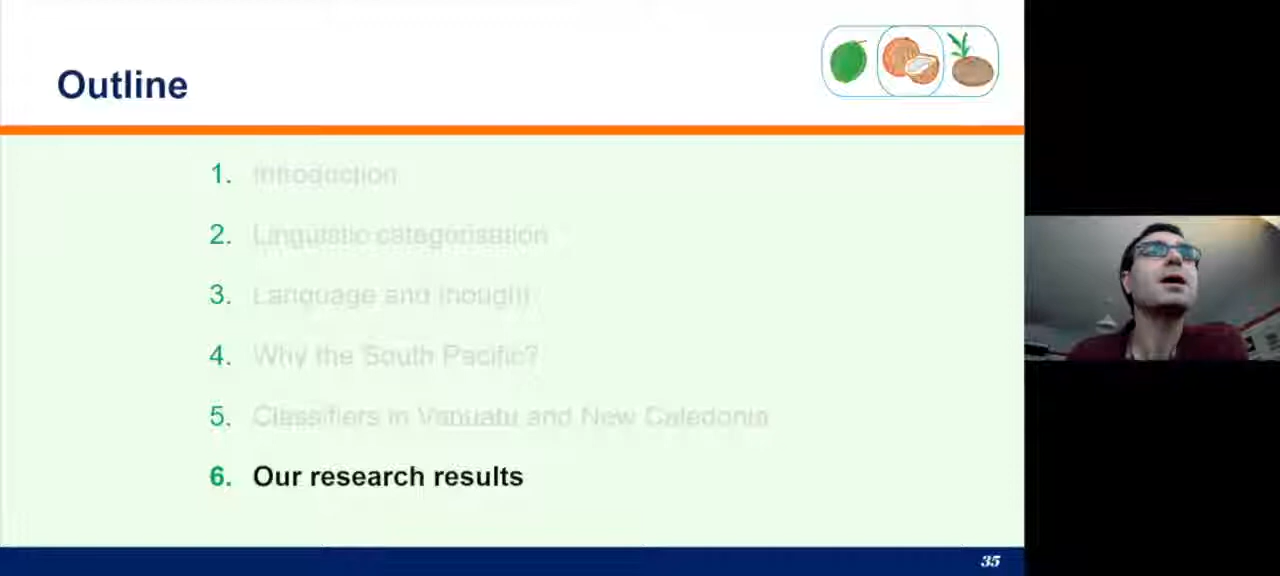 Outline
1. Introduction
2. Linguistic categorisation
3. Language and thought
4. Why the South Pacific?
5. Classifiers in Vanuatu and New Caledonia
6. Our research results
35